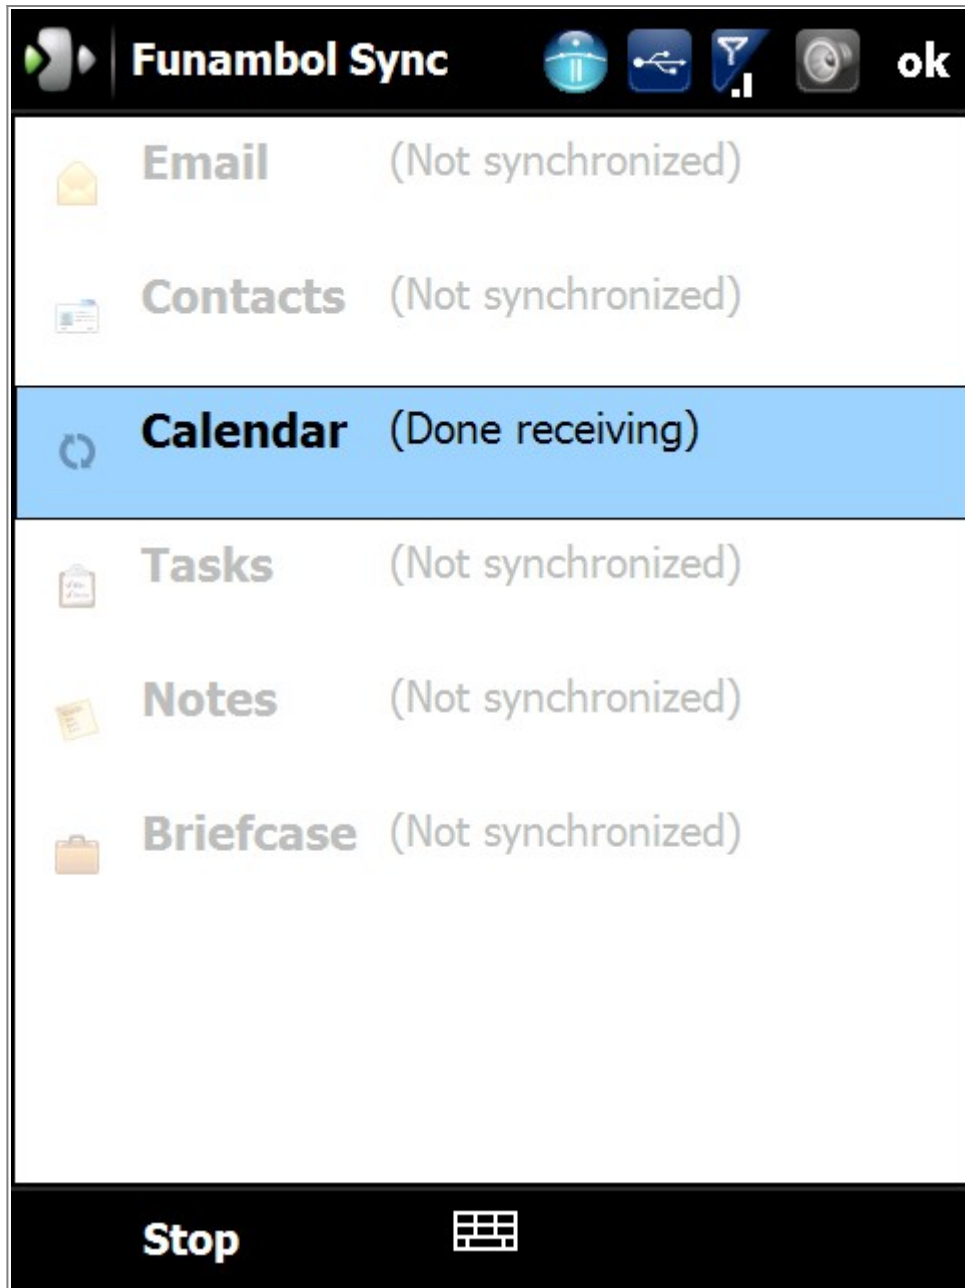 Funambol Sync ok
Email (Not synchronized)
Contacts (Not synchronized)
Calendar (Done receiving)
Tasks (Not synchronized)
Notes (Not synchronized)
Briefcase (Not synchronized)
Stop